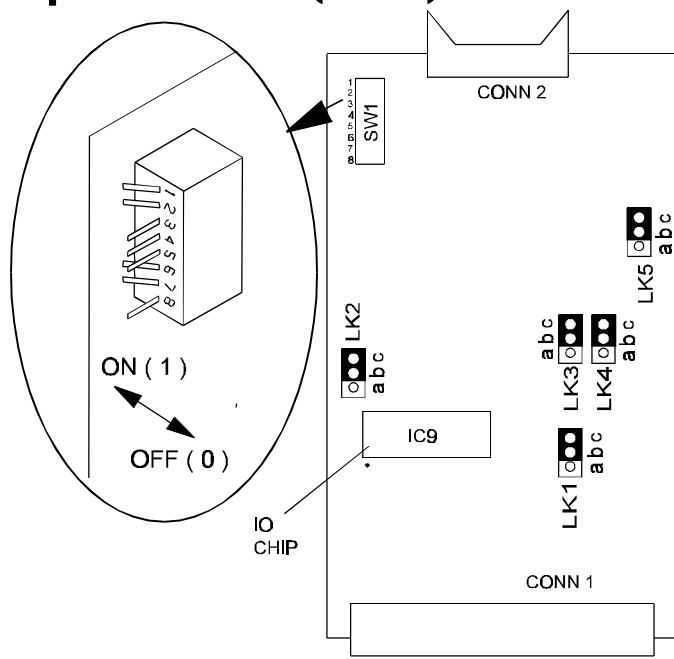 CONN 2
1
2
3
4
5
6
7
8
SW1
1
2
3
4
5
6
7
8
ON ( 1 )
OFF ( 0 )
a b c
LK5
LK2
a b c
a b c
LK3
LK4
a b c
IC9
a b c
LK1
IO
CHIP
CONN 1